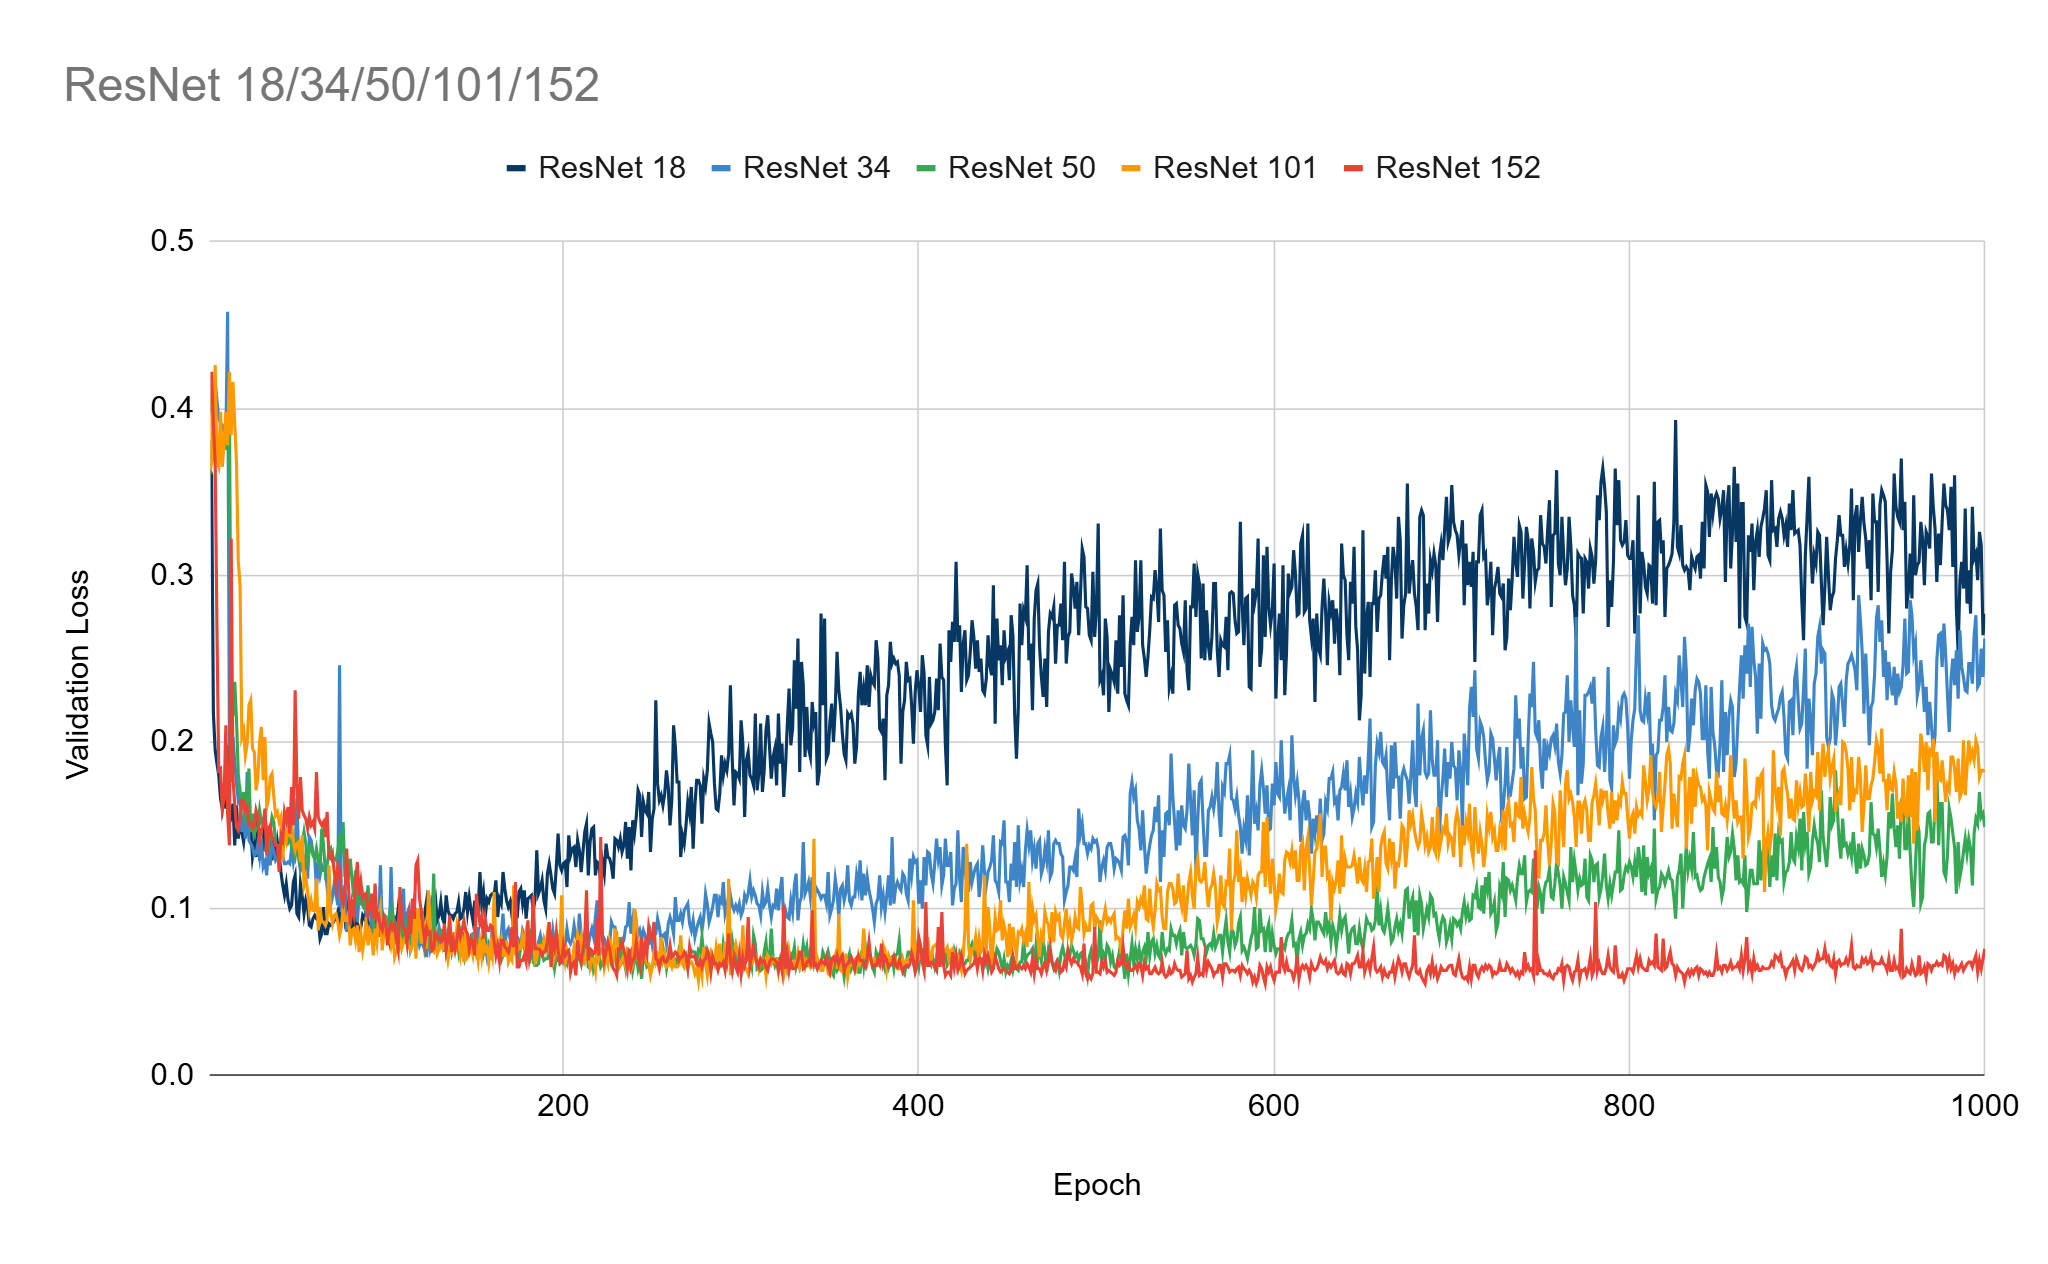 ResNet 18/34/50/101/152
ResNet 18 ResNet 34 ResNet 50 ResNet 101 ResNet 152
0.5
0.4
0.3
0.2
0.1
0.0
Validation Loss
200 400 600 800 1000
Epoch